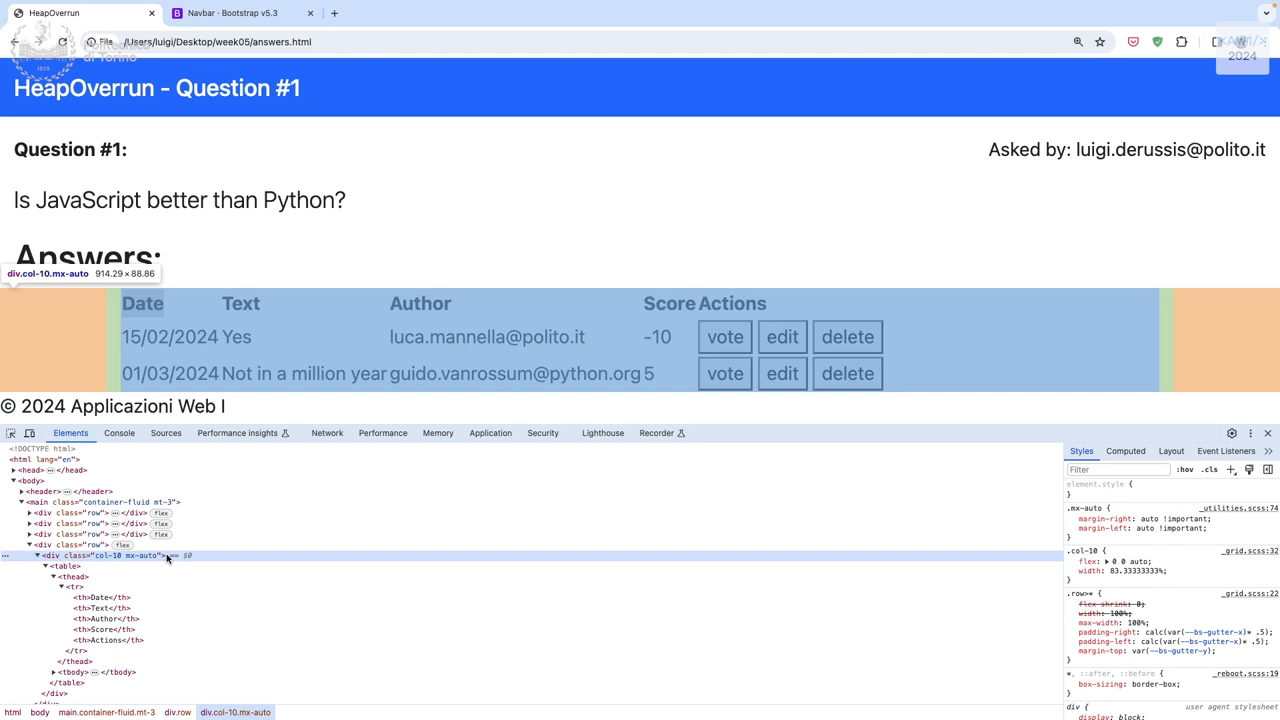 HeapOverrun
Navbar · Bootstrap v5.3
File
/Users/luigi/Desktop/week05/answers.html
Politecnico
di Torino
1859
2024
HeapOverrun - Question #1
Question #1:
Asked by: luigi.derussis@polito.it
Is JavaScript better than Python?
Answers:
div.col-10.mx-auto 914.29 × 88.86
Date Text Author Score Actions
15/02/2024 Yes luca.mannella@polito.it -10 vote edit delete
01/03/2024 Not in a million year guido.vanrossum@python.org 5 vote edit delete
© 2024 Applicazioni Web I
Elements Console Sources Performance insights Network Performance Memory Application Security Lighthouse Recorder
<!DOCTYPE html>
<html lang="en">
<head> … </head>
<body>
<header> … </header>
<main class="container-fluid mt-3">
<div class="row"> … </div> flex
<div class="row"> … </div> flex
<div class="row"> … </div> flex
<div class="row"> flex
… <div class="col-10 mx-auto"> == $0
<table>
<thead>
<tr>
<th>Date</th>
<th>Text</th>
<th>Author</th>
<th>Score</th>
<th>Actions</th>
</tr>
</thead>
<tbody> … </tbody>
</table>
</div>
html body main.container-fluid.mt-3 div.row div.col-10.mx-auto
Styles Computed Layout Event Listeners
Filter :hov .cls
element.style {
}
.mx-auto { _utilities.scss:74
margin-right: auto !important;
margin-left: auto !important;
}
.col-10 { _grid.scss:32
flex: 0 0 auto;
width: 83.33333333%;
}
.row>* { _grid.scss:22
flex-shrink: 0;
width: 100%;
max-width: 100%;
padding-right: calc(var(--bs-gutter-x)* .5);
padding-left: calc(var(--bs-gutter-x)* .5);
margin-top: var(--bs-gutter-y);
}
*, ::after, ::before { _reboot.scss:19
box-sizing: border-box;
}
div { user agent stylesheet
display: block;